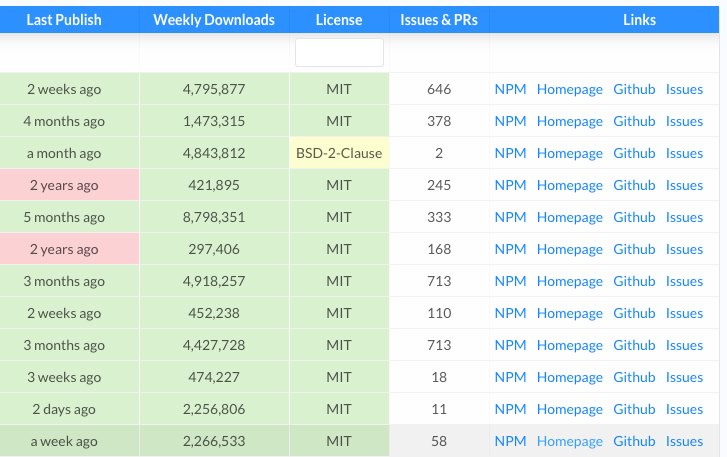 Last Publish Weekly Downloads License Issues & PRs Links
2 weeks ago 4,795,877 MIT 646 NPM Homepage Github Issues
4 months ago 1,473,315 MIT 378 NPM Homepage Github Issues
a month ago 4,843,812 BSD-2-Clause 2 NPM Homepage Github Issues
2 years ago 421,895 MIT 245 NPM Homepage Github Issues
5 months ago 8,798,351 MIT 333 NPM Homepage Github Issues
2 years ago 297,406 MIT 168 NPM Homepage Github Issues
3 months ago 4,918,257 MIT 713 NPM Homepage Github Issues
2 weeks ago 452,238 MIT 110 NPM Homepage Github Issues
3 months ago 4,427,728 MIT 713 NPM Homepage Github Issues
3 weeks ago 474,227 MIT 18 NPM Homepage Github Issues
2 days ago 2,256,806 MIT 11 NPM Homepage Github Issues
a week ago 2,266,533 MIT 58 NPM Homepage Github Issues